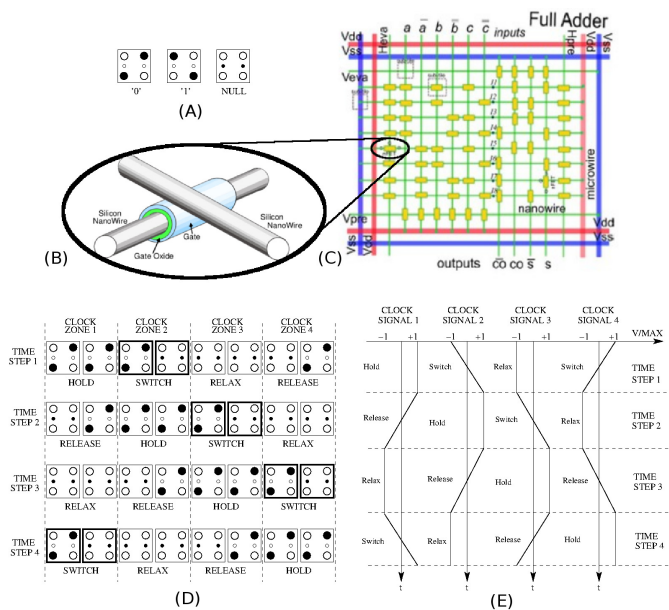 '0'
'1'
NULL
(A)
Silicon
NanoWire
Silicon
NanoWire
Gate
Gate Oxide
(B)
Full Adder
Heva
a
a
b
b
c
c
inputs
Hpre
Vdd
Vss
Vdd
Vss
Veva
microwire
nanowire
Vpre
Vdd
Vss
Vss
Vdd
(C)
outputs
co
co
s
s
CLOCK
ZONE 1
CLOCK
ZONE 2
CLOCK
ZONE 3
CLOCK
ZONE 4
TIME
STEP 1
HOLD
SWITCH
RELAX
RELEASE
TIME
STEP 2
RELEASE
HOLD
SWITCH
RELAX
TIME
STEP 3
RELAX
RELEASE
HOLD
SWITCH
TIME
STEP 4
SWITCH
RELAX
RELEASE
HOLD
(D)
CLOCK
SIGNAL 1
CLOCK
SIGNAL 2
CLOCK
SIGNAL 3
CLOCK
SIGNAL 4
V/MAX
−1
+1
−1
+1
−1
+1
−1
+1
Hold
Switch
Relax
Switch
TIME
STEP 1
Release
Hold
Switch
Relax
TIME
STEP 2
Relax
Release
Hold
Release
TIME
STEP 3
Switch
Relax
Release
Hold
TIME
STEP 4
t
t
t
t
(E)